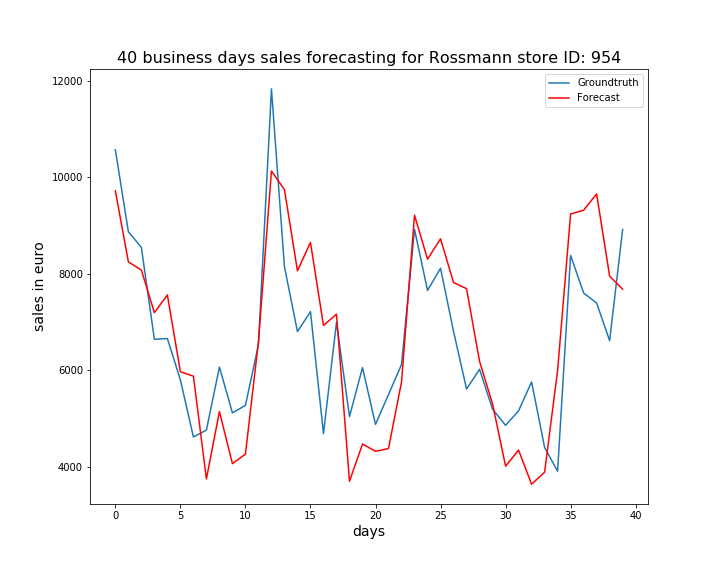 40 business days sales forecasting for Rossmann store ID: 954
Groundtruth
Forecast
sales in euro
12000
10000
8000
6000
4000
0 5 10 15 20 25 30 35 40
days